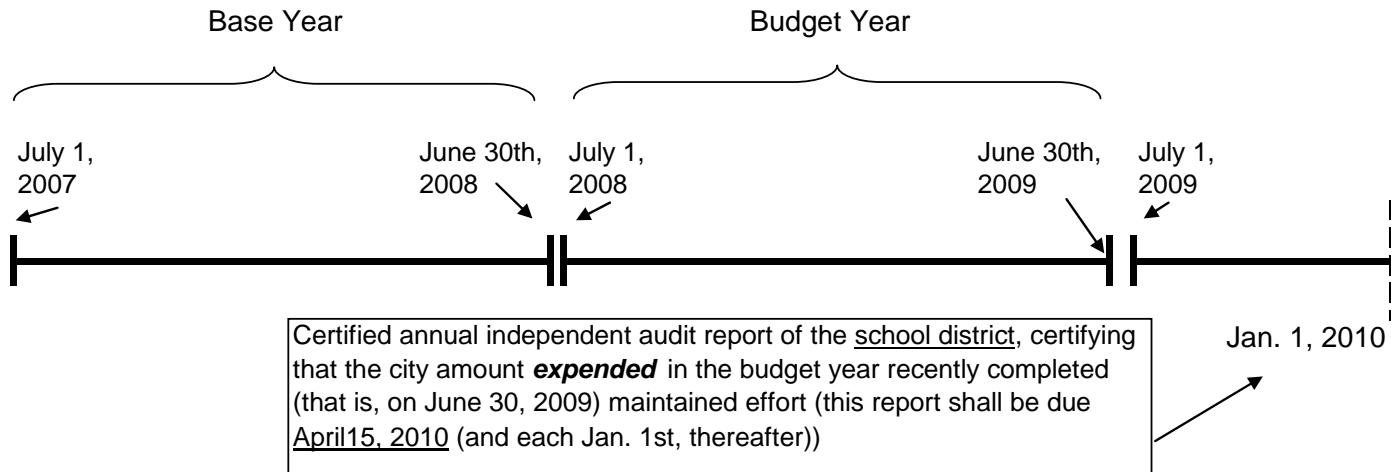 Base Year
Budget Year
July 1,
2007
June 30th,
2008
July 1,
2008
June 30th,
2009
July 1,
2009
Certified annual independent audit report of the school district, certifying
that the city amount expended in the budget year recently completed
(that is, on June 30, 2009) maintained effort (this report shall be due
April15, 2010 (and each Jan. 1st, thereafter))
Jan. 1, 2010